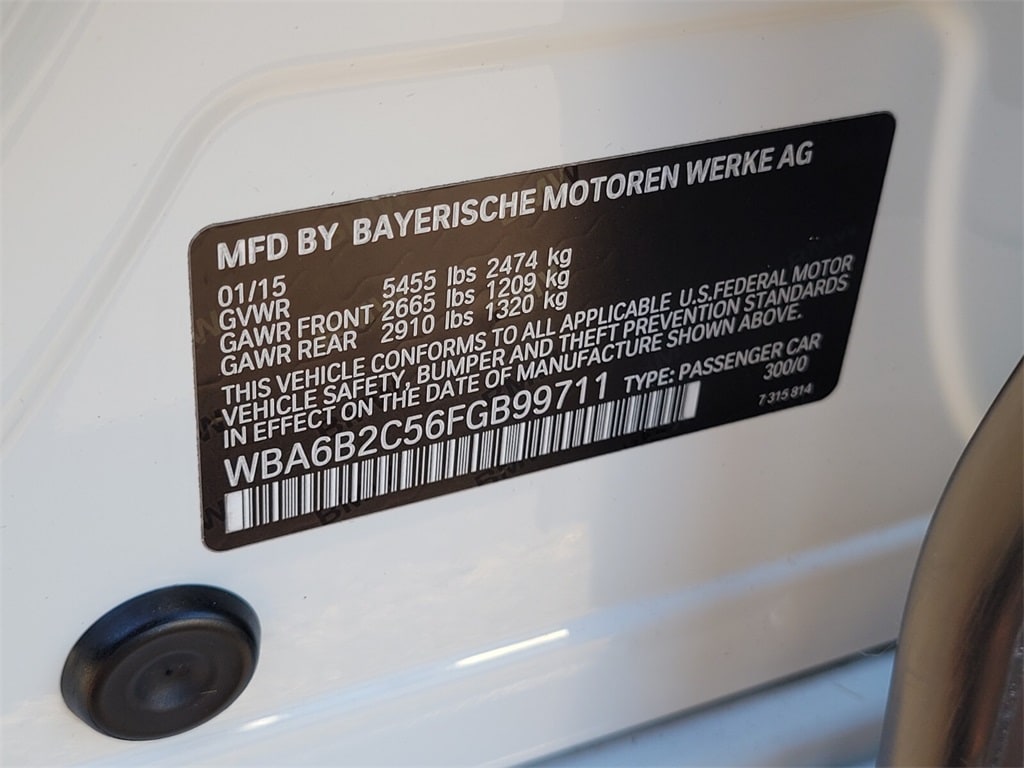 MFD BY BAYERISCHE MOTOREN WERKE AG
01/15
GVWR 5455 lbs 2474 kg
GAWR FRONT 2665 lbs 1209 kg
GAWR REAR 2910 lbs 1320 kg
THIS VEHICLE CONFORMS TO ALL APPLICABLE U.S.FEDERAL MOTOR
VEHICLE SAFETY, BUMPER AND THEFT PREVENTION STANDARDS
IN EFFECT ON THE DATE OF MANUFACTURE SHOWN ABOVE.
WBA6B2C56FGB99711 TYPE: PASSENGER CAR
300/0
7 315 814